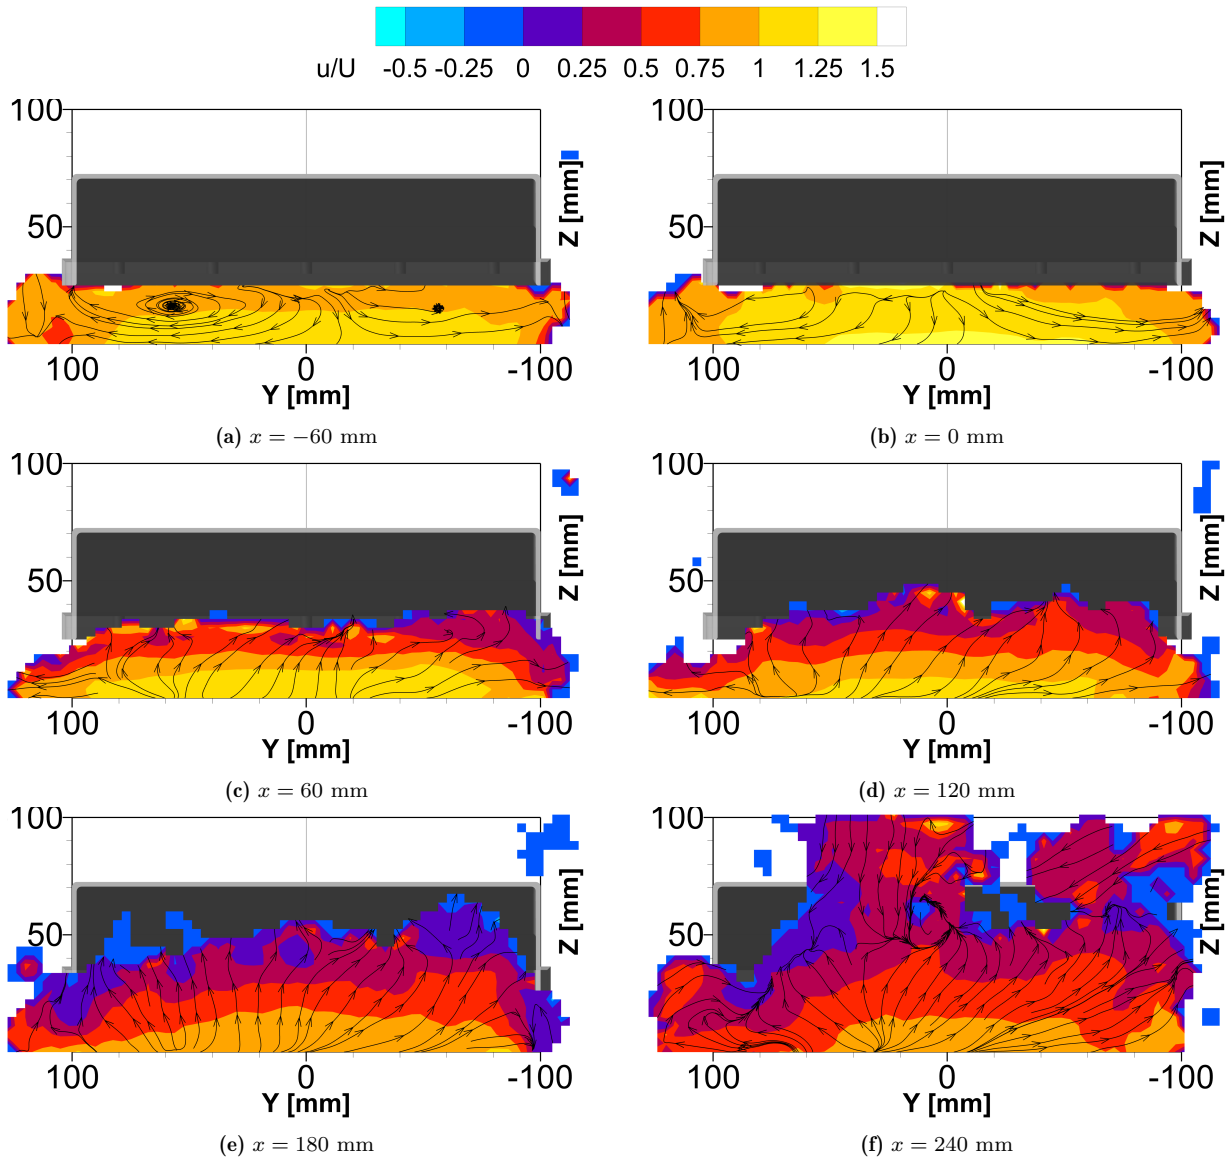 u/U -0.5 -0.25 0 0.25 0.5 0.75 1 1.25 1.5
100 100
50 Z [mm] 50 Z [mm]
100 0 -100 100 0 -100
Y [mm] Y [mm]
(a) x = −60 mm (b) x = 0 mm
100 100
50 Z [mm] 50 Z [mm]
100 0 -100 100 0 -100
Y [mm] Y [mm]
(c) x = 60 mm (d) x = 120 mm
100 100
50 Z [mm] 50 Z [mm]
100 0 -100 100 0 -100
Y [mm] Y [mm]
(e) x = 180 mm (f) x = 240 mm